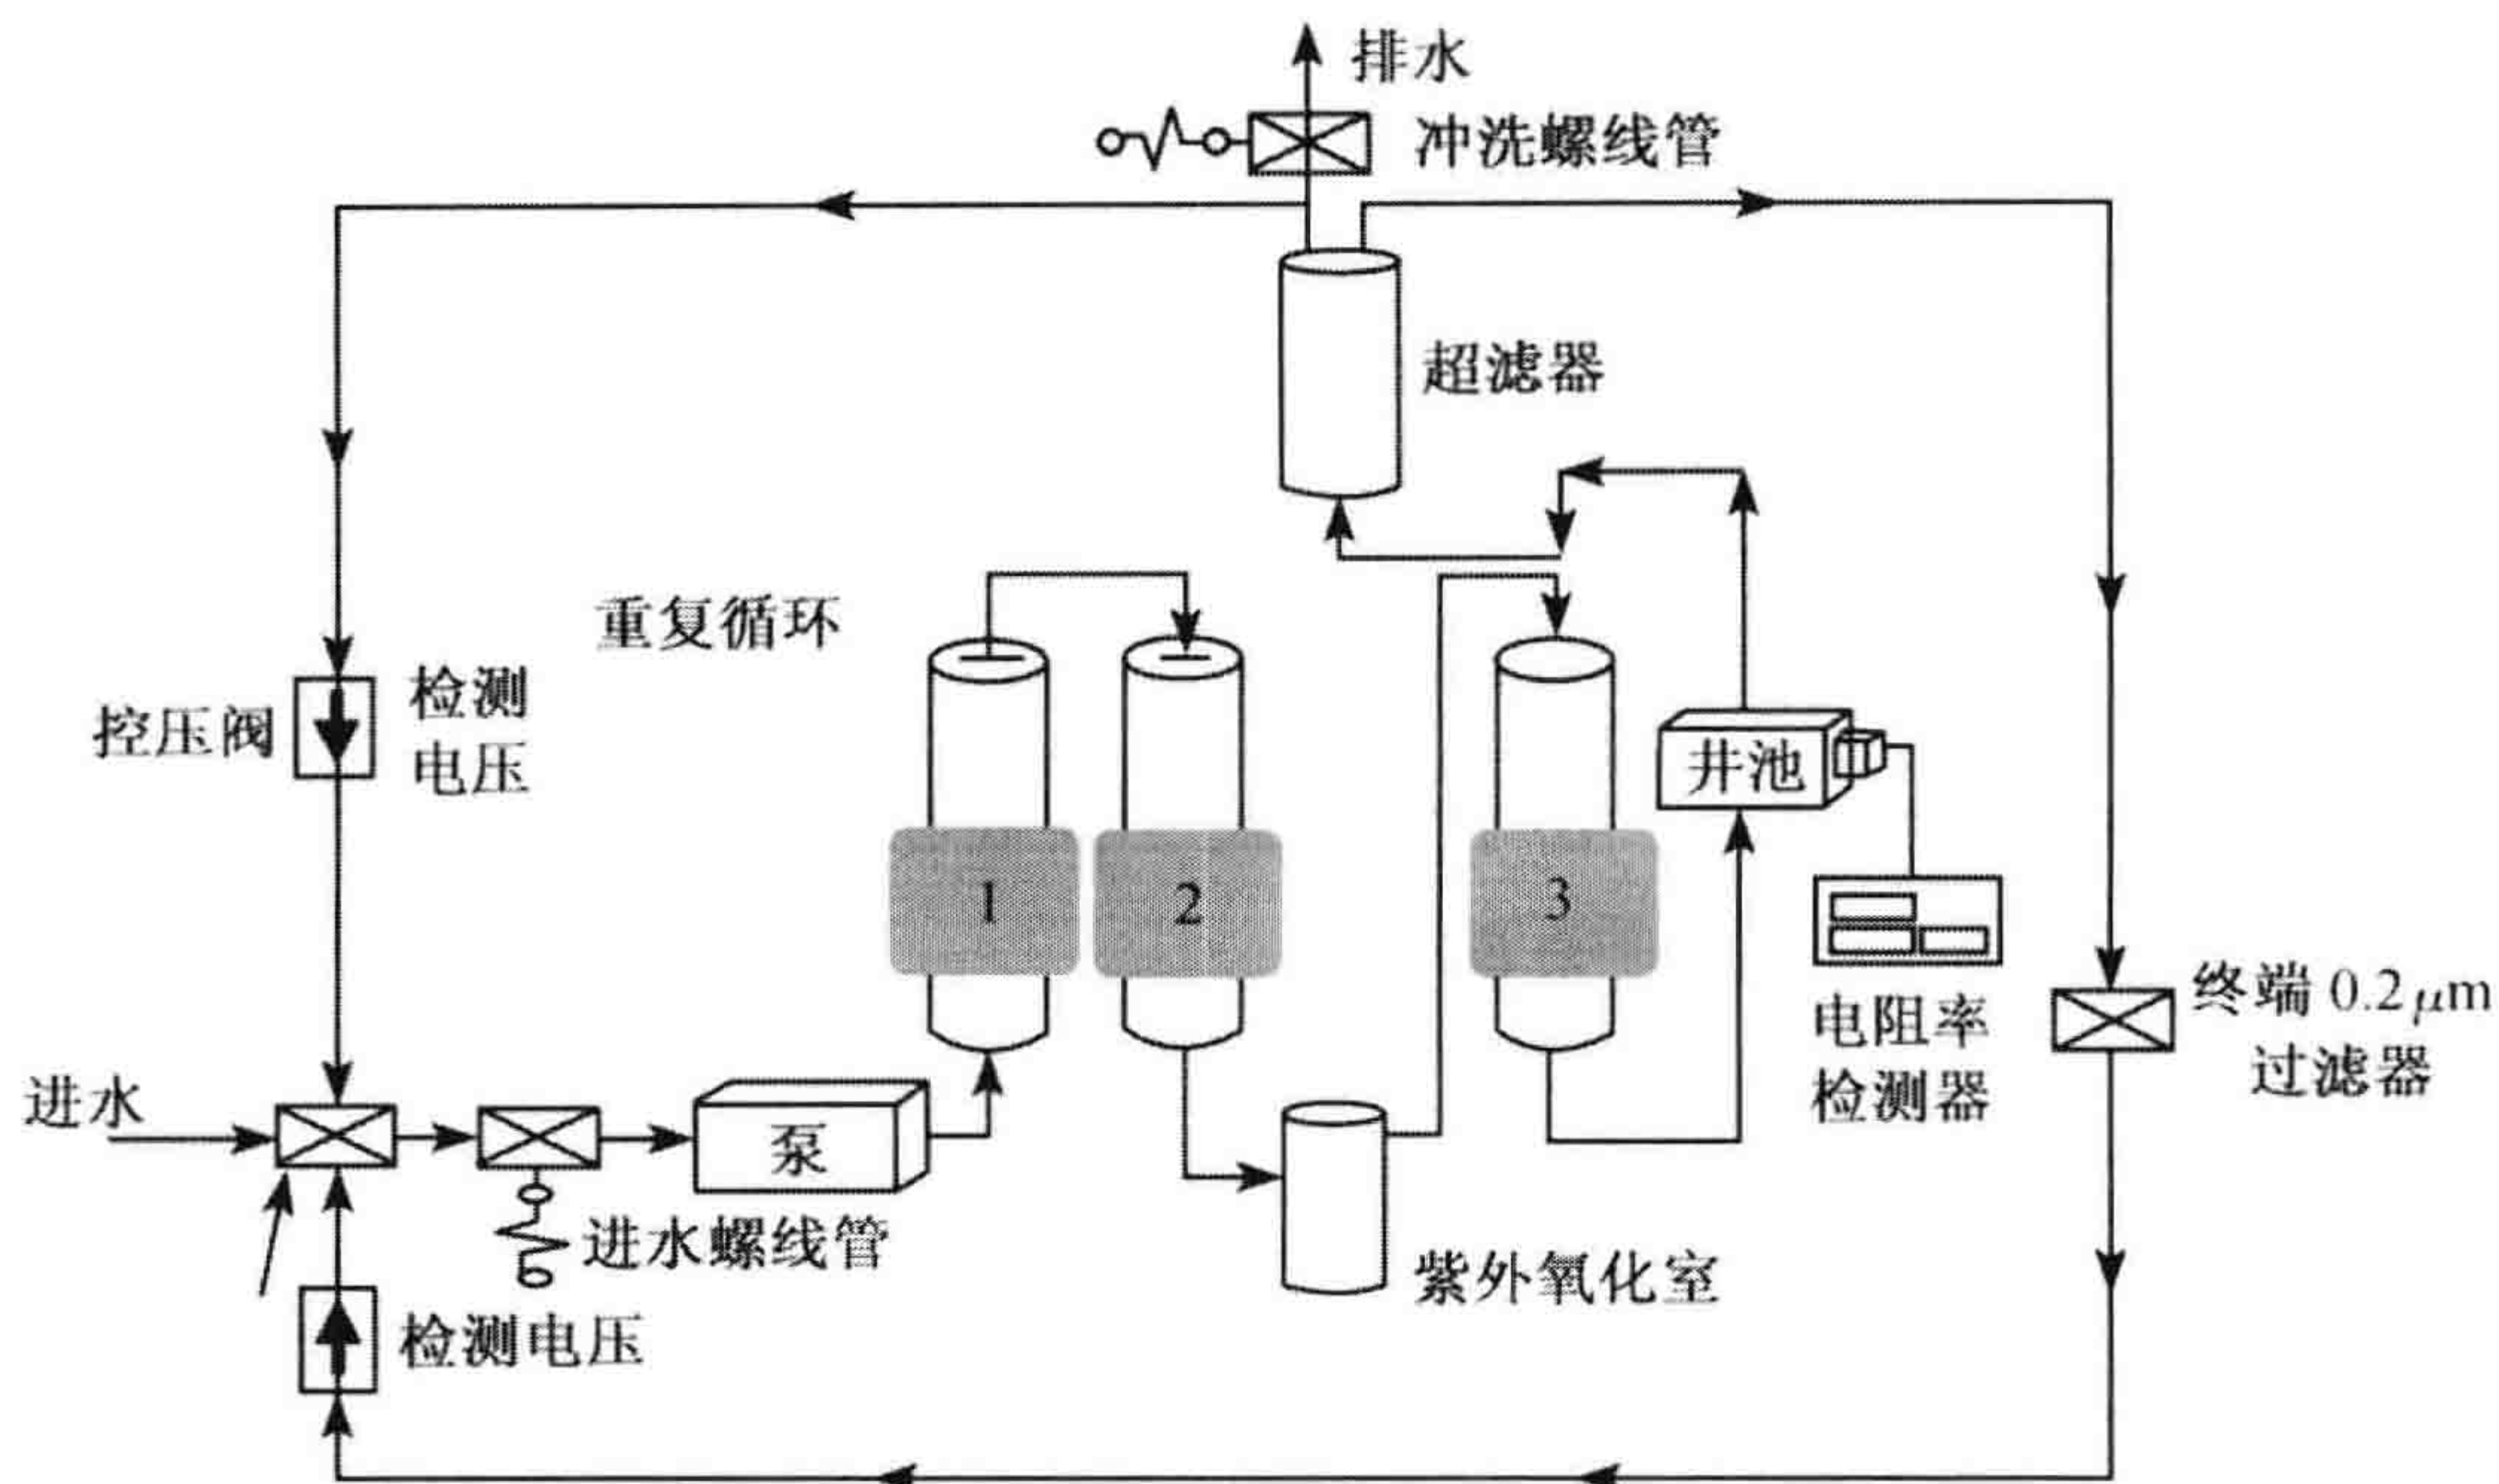 排水
冲洗螺线管
超滤器
重复循环
控压阀
检测
电压
井池
1
2
3
电阻率
检测器
终端 0.2 μm
过滤器
进水
泵
进水螺线管
紫外氧化室
检测电压